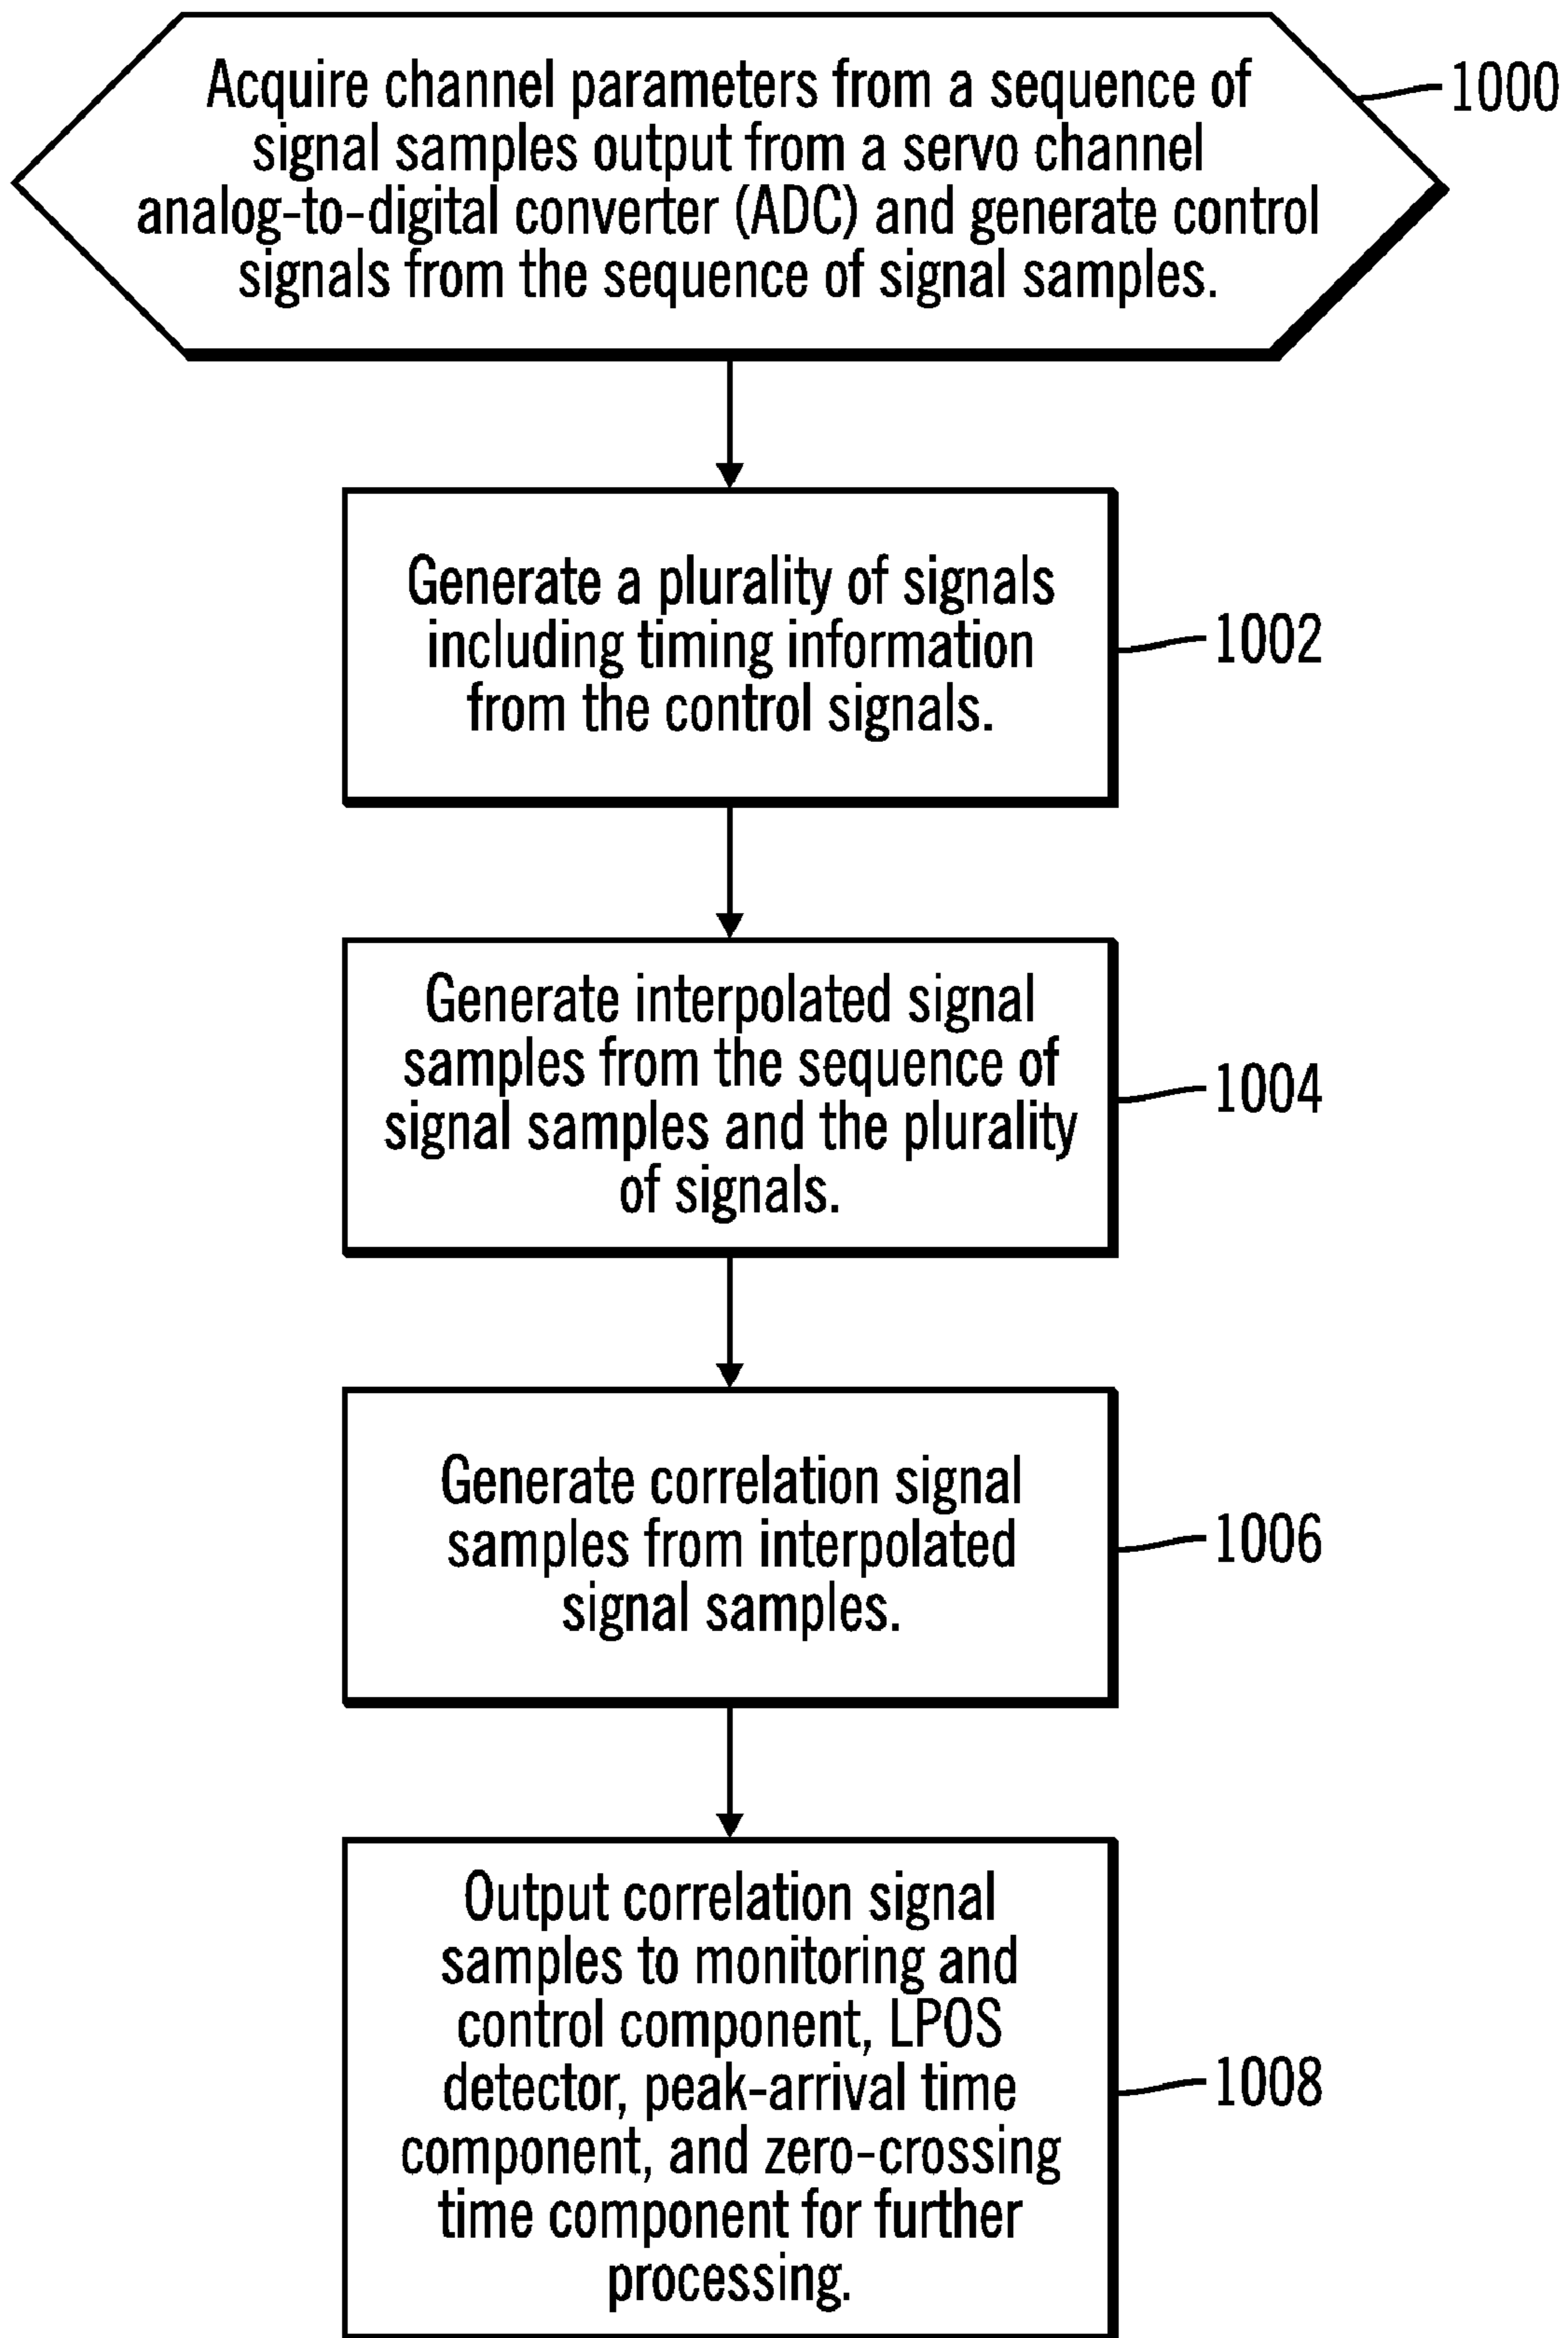 Acquire channel parameters from a sequence of
signal samples output from a servo channel
analog-to-digital converter (ADC) and generate control
signals from the sequence of signal samples.
1000
Generate a plurality of signals
including timing information
from the control signals.
1002
Generate interpolated signal
samples from the sequence of
signal samples and the plurality
of signals.
1004
Generate correlation signal
samples from interpolated
signal samples.
1006
Output correlation signal
samples to monitoring and
control component, LPOS
detector, peak-arrival time
component, and zero-crossing
time component for further
processing.
1008